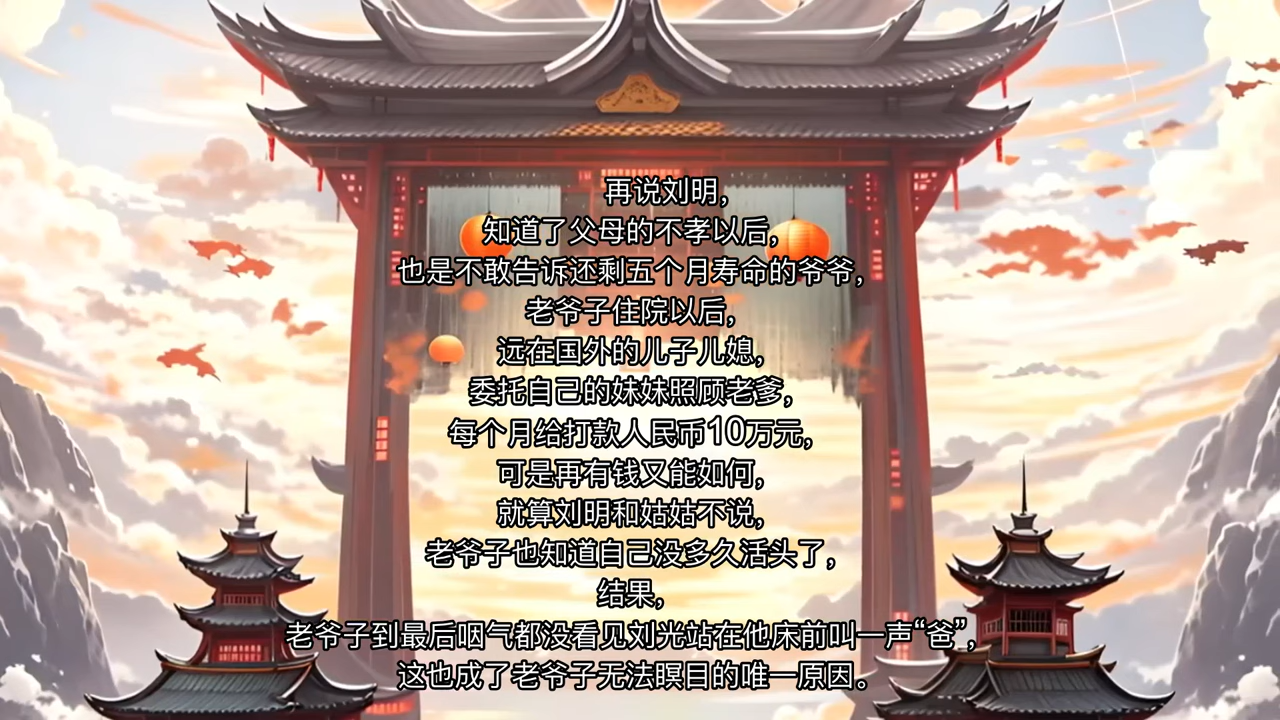 再说刘明，
知道了父母的不孝以后，
也是不敢告诉还剩五个月寿命的爷爷，
老爷子住院以后，
远在国外的儿子儿媳，
委托自己的妹妹照顾老爹，
每个月给打款人民币10万元，
可是再有钱又能如何，
就算刘明和姑姑不说，
老爷子也知道自己没多久活头了，
结果，
老爷子到最后咽气都没看见刘光站在他床前叫一声“爸”，
这也成了老爷子无法瞑目的唯一原因。